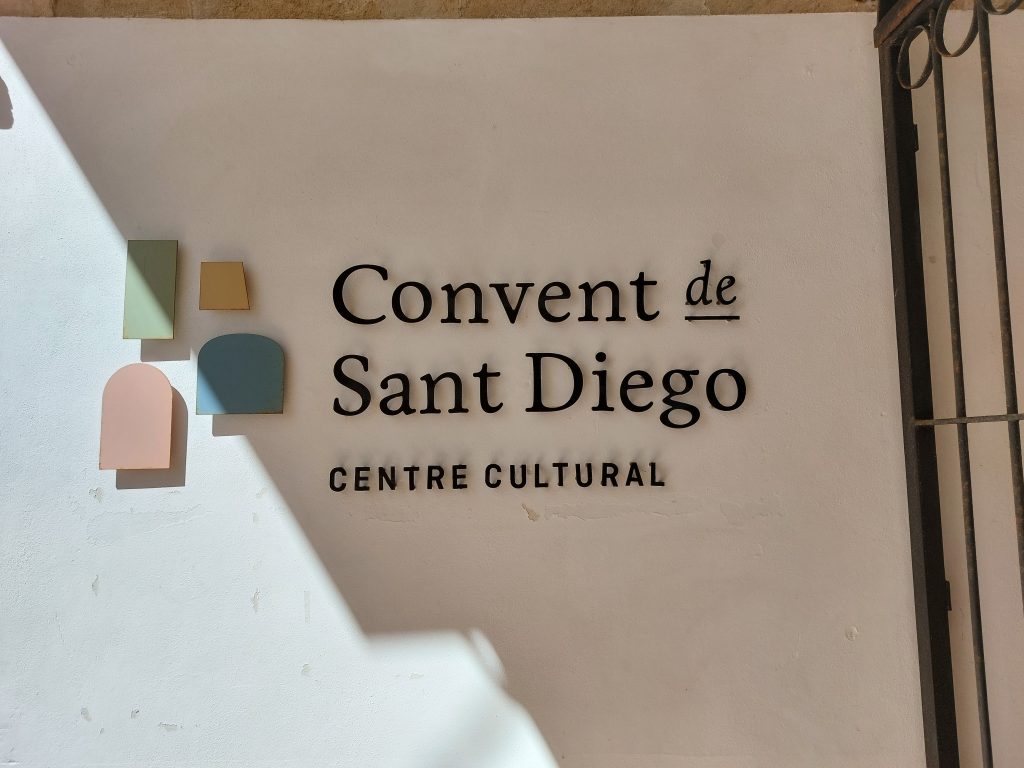 Convent de
Sant Diego
CENTRE CULTURAL